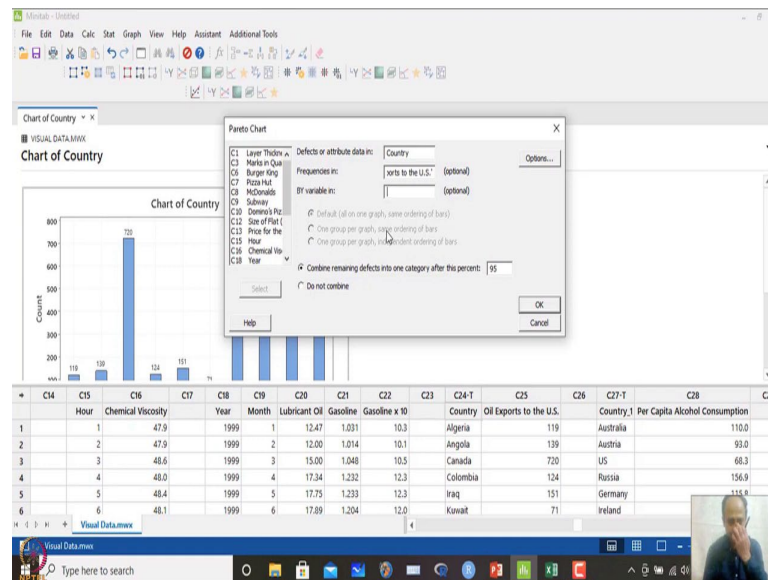 Minitab - Untitled
File Edit Data Calc Stat Graph View Help Assistant Additional Tools
Chart of Country
VISUAL DATA.MWX
Chart of Country
Chart of Country
Count
800
700
600
500
400
300
200
119 139 720 124 151 71
Pareto Chart
C1 Layer Thickne
C3 Marks in Qua
C6 Burger King
C7 Pizza Hut
C8 McDonalds
C9 Subway
C10 Domino's Piz
C12 Size of Flat (
C13 Price for the
C15 Hour
C16 Chemical Vis
C18 Year
Defects or attribute data in: Country
Frequencies in: ports to the U.S.' (optional)
BY variable in: (optional)
Default (all on one graph, same ordering of bars)
One group per graph, same ordering of bars
One group per graph, independent ordering of bars
Combine remaining defects into one category after this percent: 95
Do not combine
Options...
Select
Help
OK
Cancel
C14 C15 C16 C17 C18 C19 C20 C21 C22 C23 C24-T C25 C26 C27-T C28
Hour Chemical Viscosity Year Month Lubricant Oil Gasoline Gasoline x 10 Country Oil Exports to the U.S. Country_1 Per Capita Alcohol Consumption
1 1 47.9 1999 1 12.47 1.031 10.3 Algeria 119 Australia 110.0
2 2 47.9 1999 2 12.00 1.014 10.1 Angola 139 Austria 93.0
3 3 48.6 1999 3 15.00 1.048 10.5 Canada 720 US 68.3
4 4 48.0 1999 4 17.34 1.232 12.3 Colombia 124 Russia 156.9
5 5 48.4 1999 5 17.75 1.233 12.3 Iraq 151 Germany 115.8
6 6 48.1 1999 6 17.89 1.204 12.0 Kuwait 71 Ireland
Visual Data.mwx
Visual Data.mwx
Type here to search
NPTEL